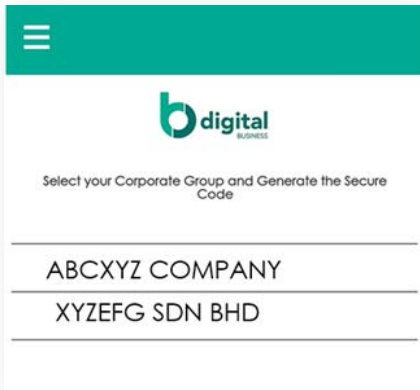 b digital
BUSINESS
Select your Corporate Group and Generate the Secure
Code
ABCXYZ COMPANY
XYZEFG SDN BHD